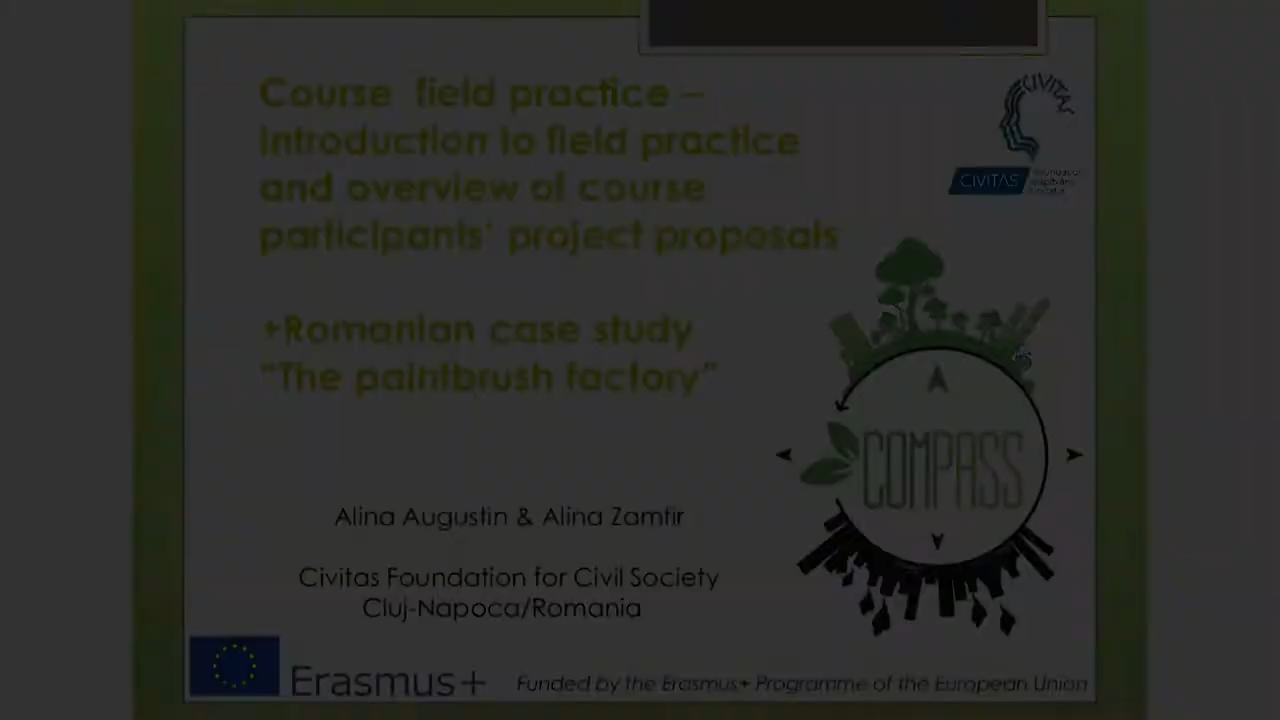 Course field practice –
Introduction to field practice
and overview of course
participants' project proposals
+Romanian case study
"The paintbrush factory"
CIVITAS
CIVITAS
COMPASS
Alina Augustin & Alina Zamfir
Civitas Foundation for Civil Society
Cluj-Napoca/Romania
Erasmus+
Funded by the Erasmus+ Programme of the European Union